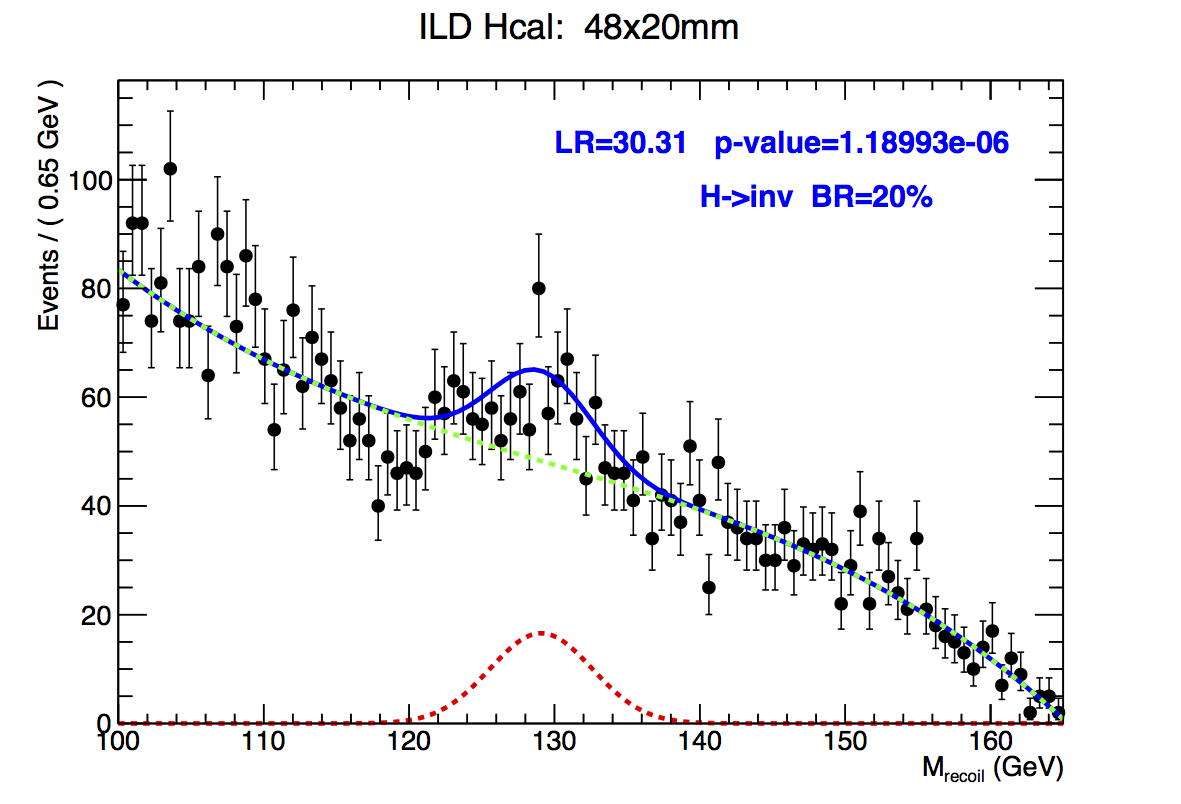 ILD Hcal:  48x20mm
Events / ( 0.65 GeV )
LR=30.31   p-value=1.18993e-06
H->inv  BR=20%
100
80
60
40
20
0
100 110 120 130 140 150 160
M_recoil (GeV)